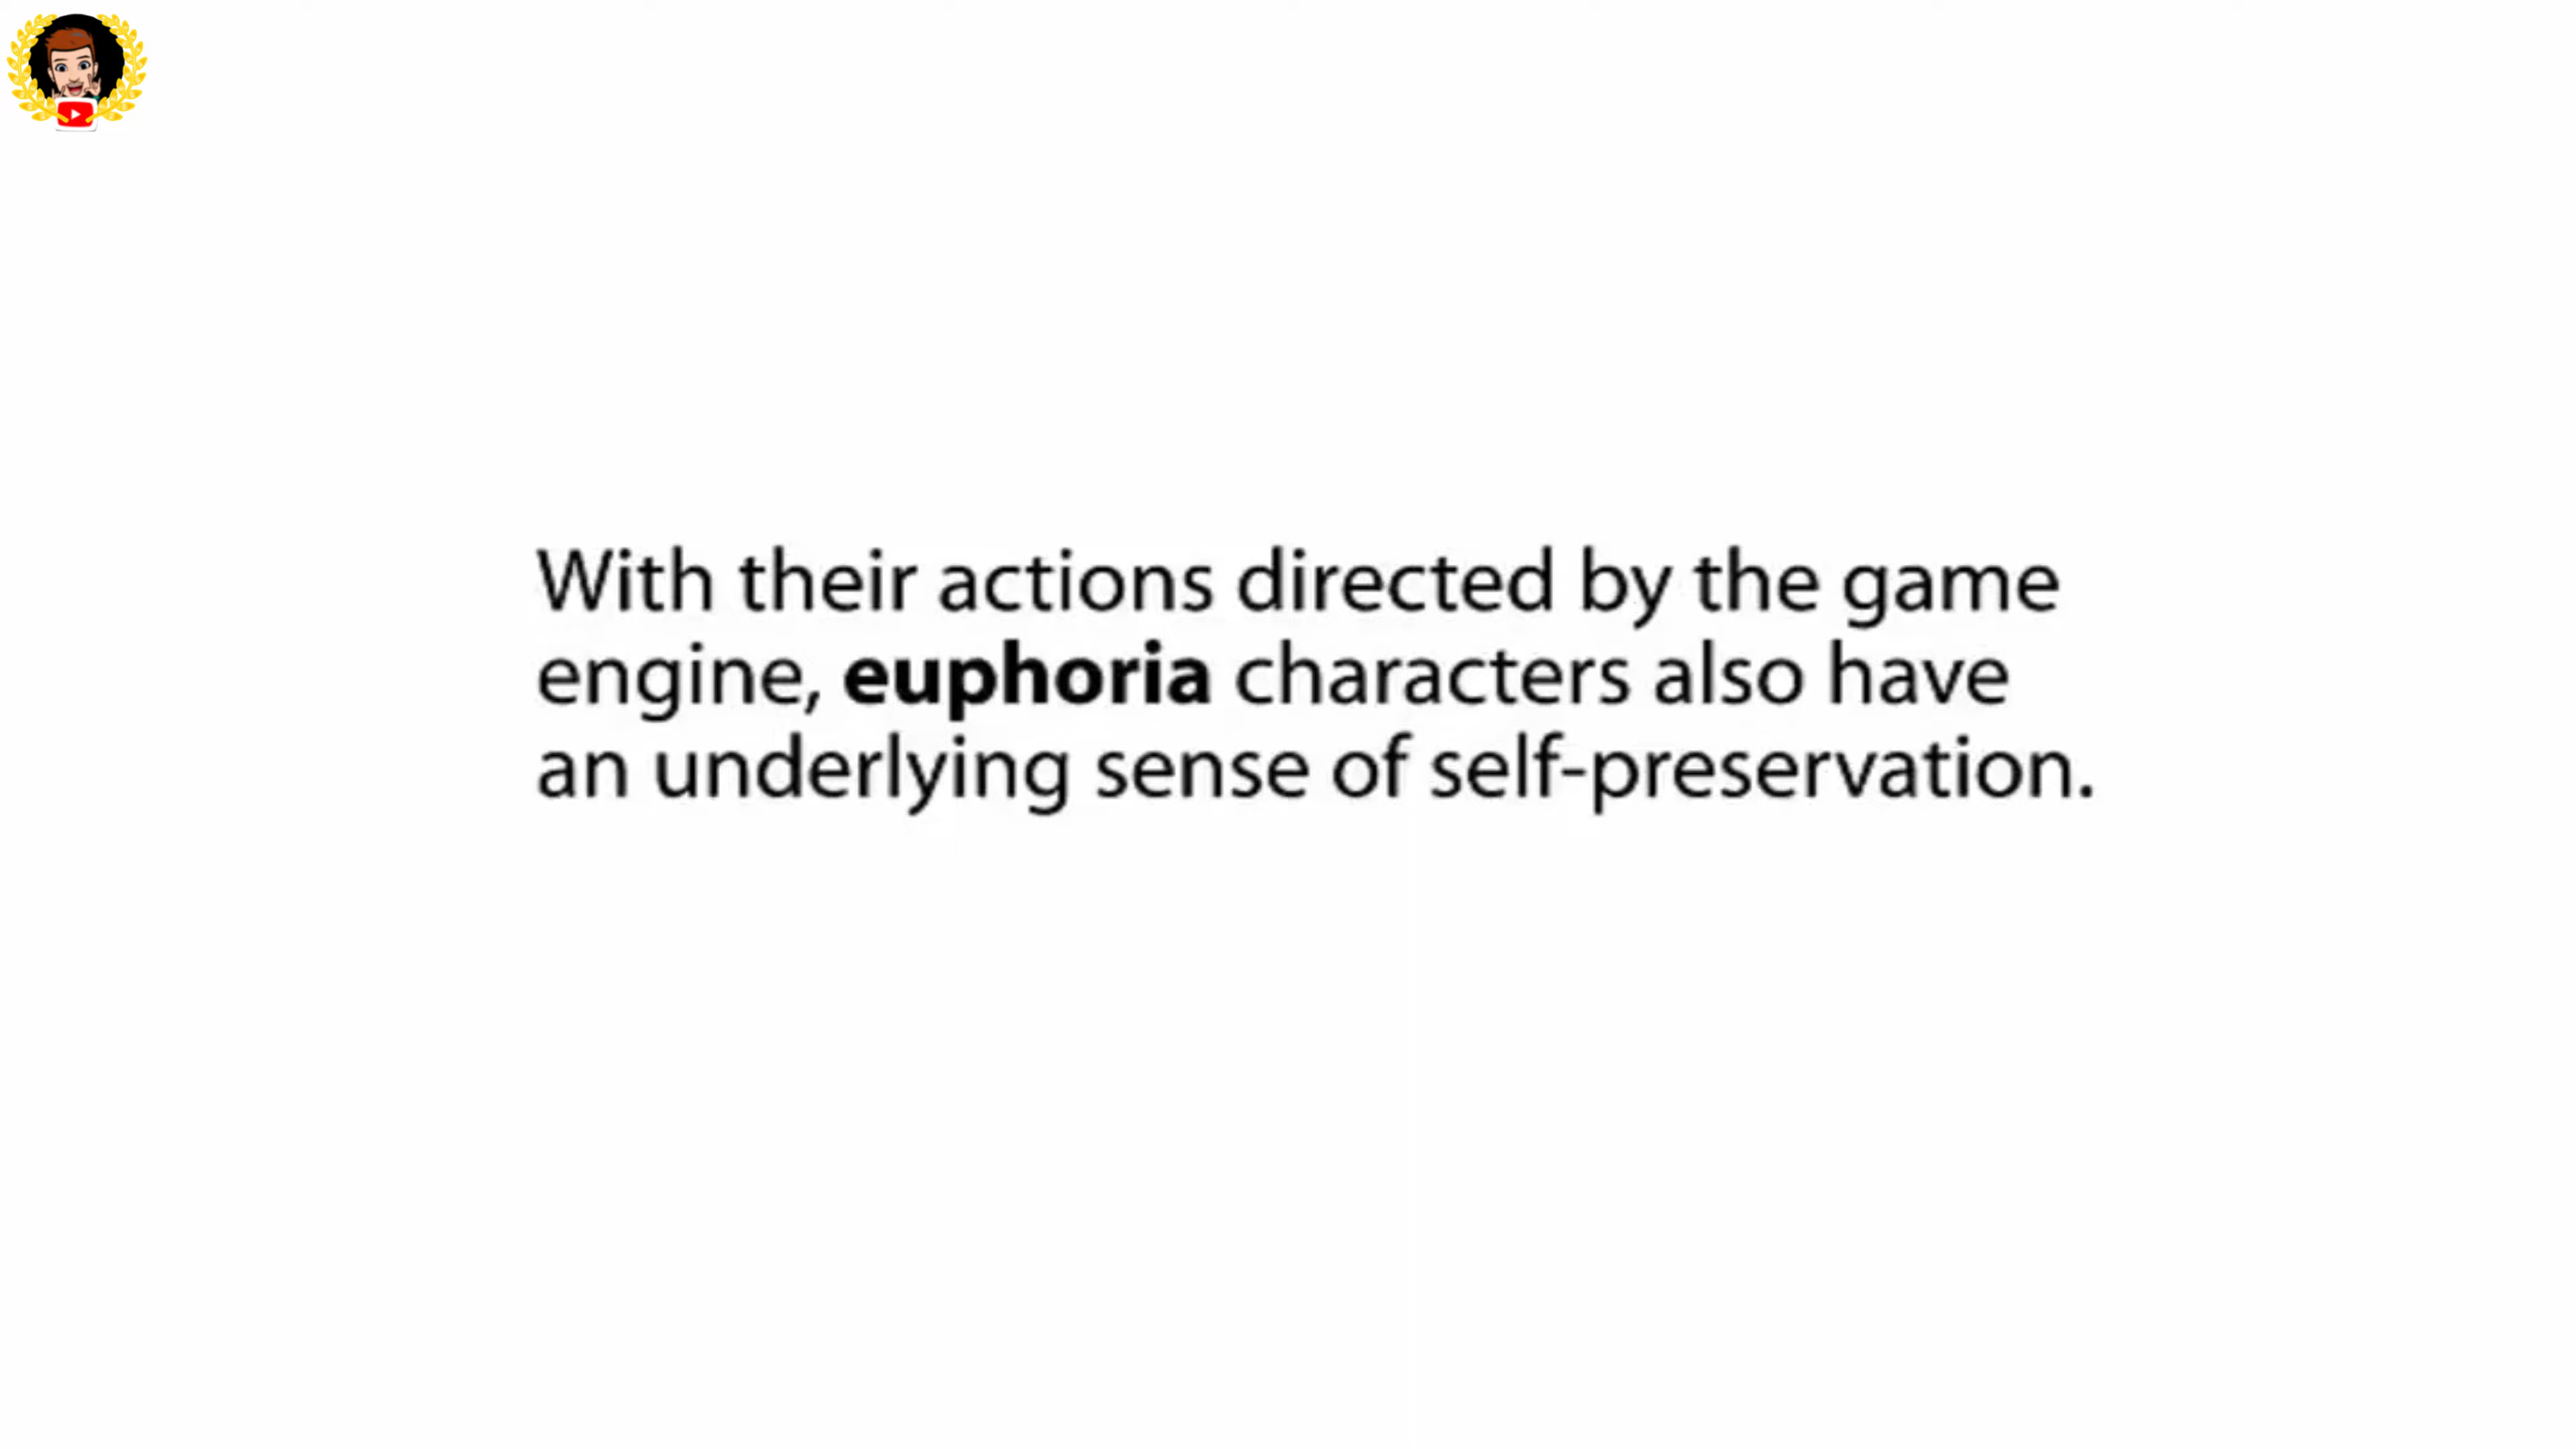 With their actions directed by the game
engine, euphoria characters also have
an underlying sense of self-preservation.